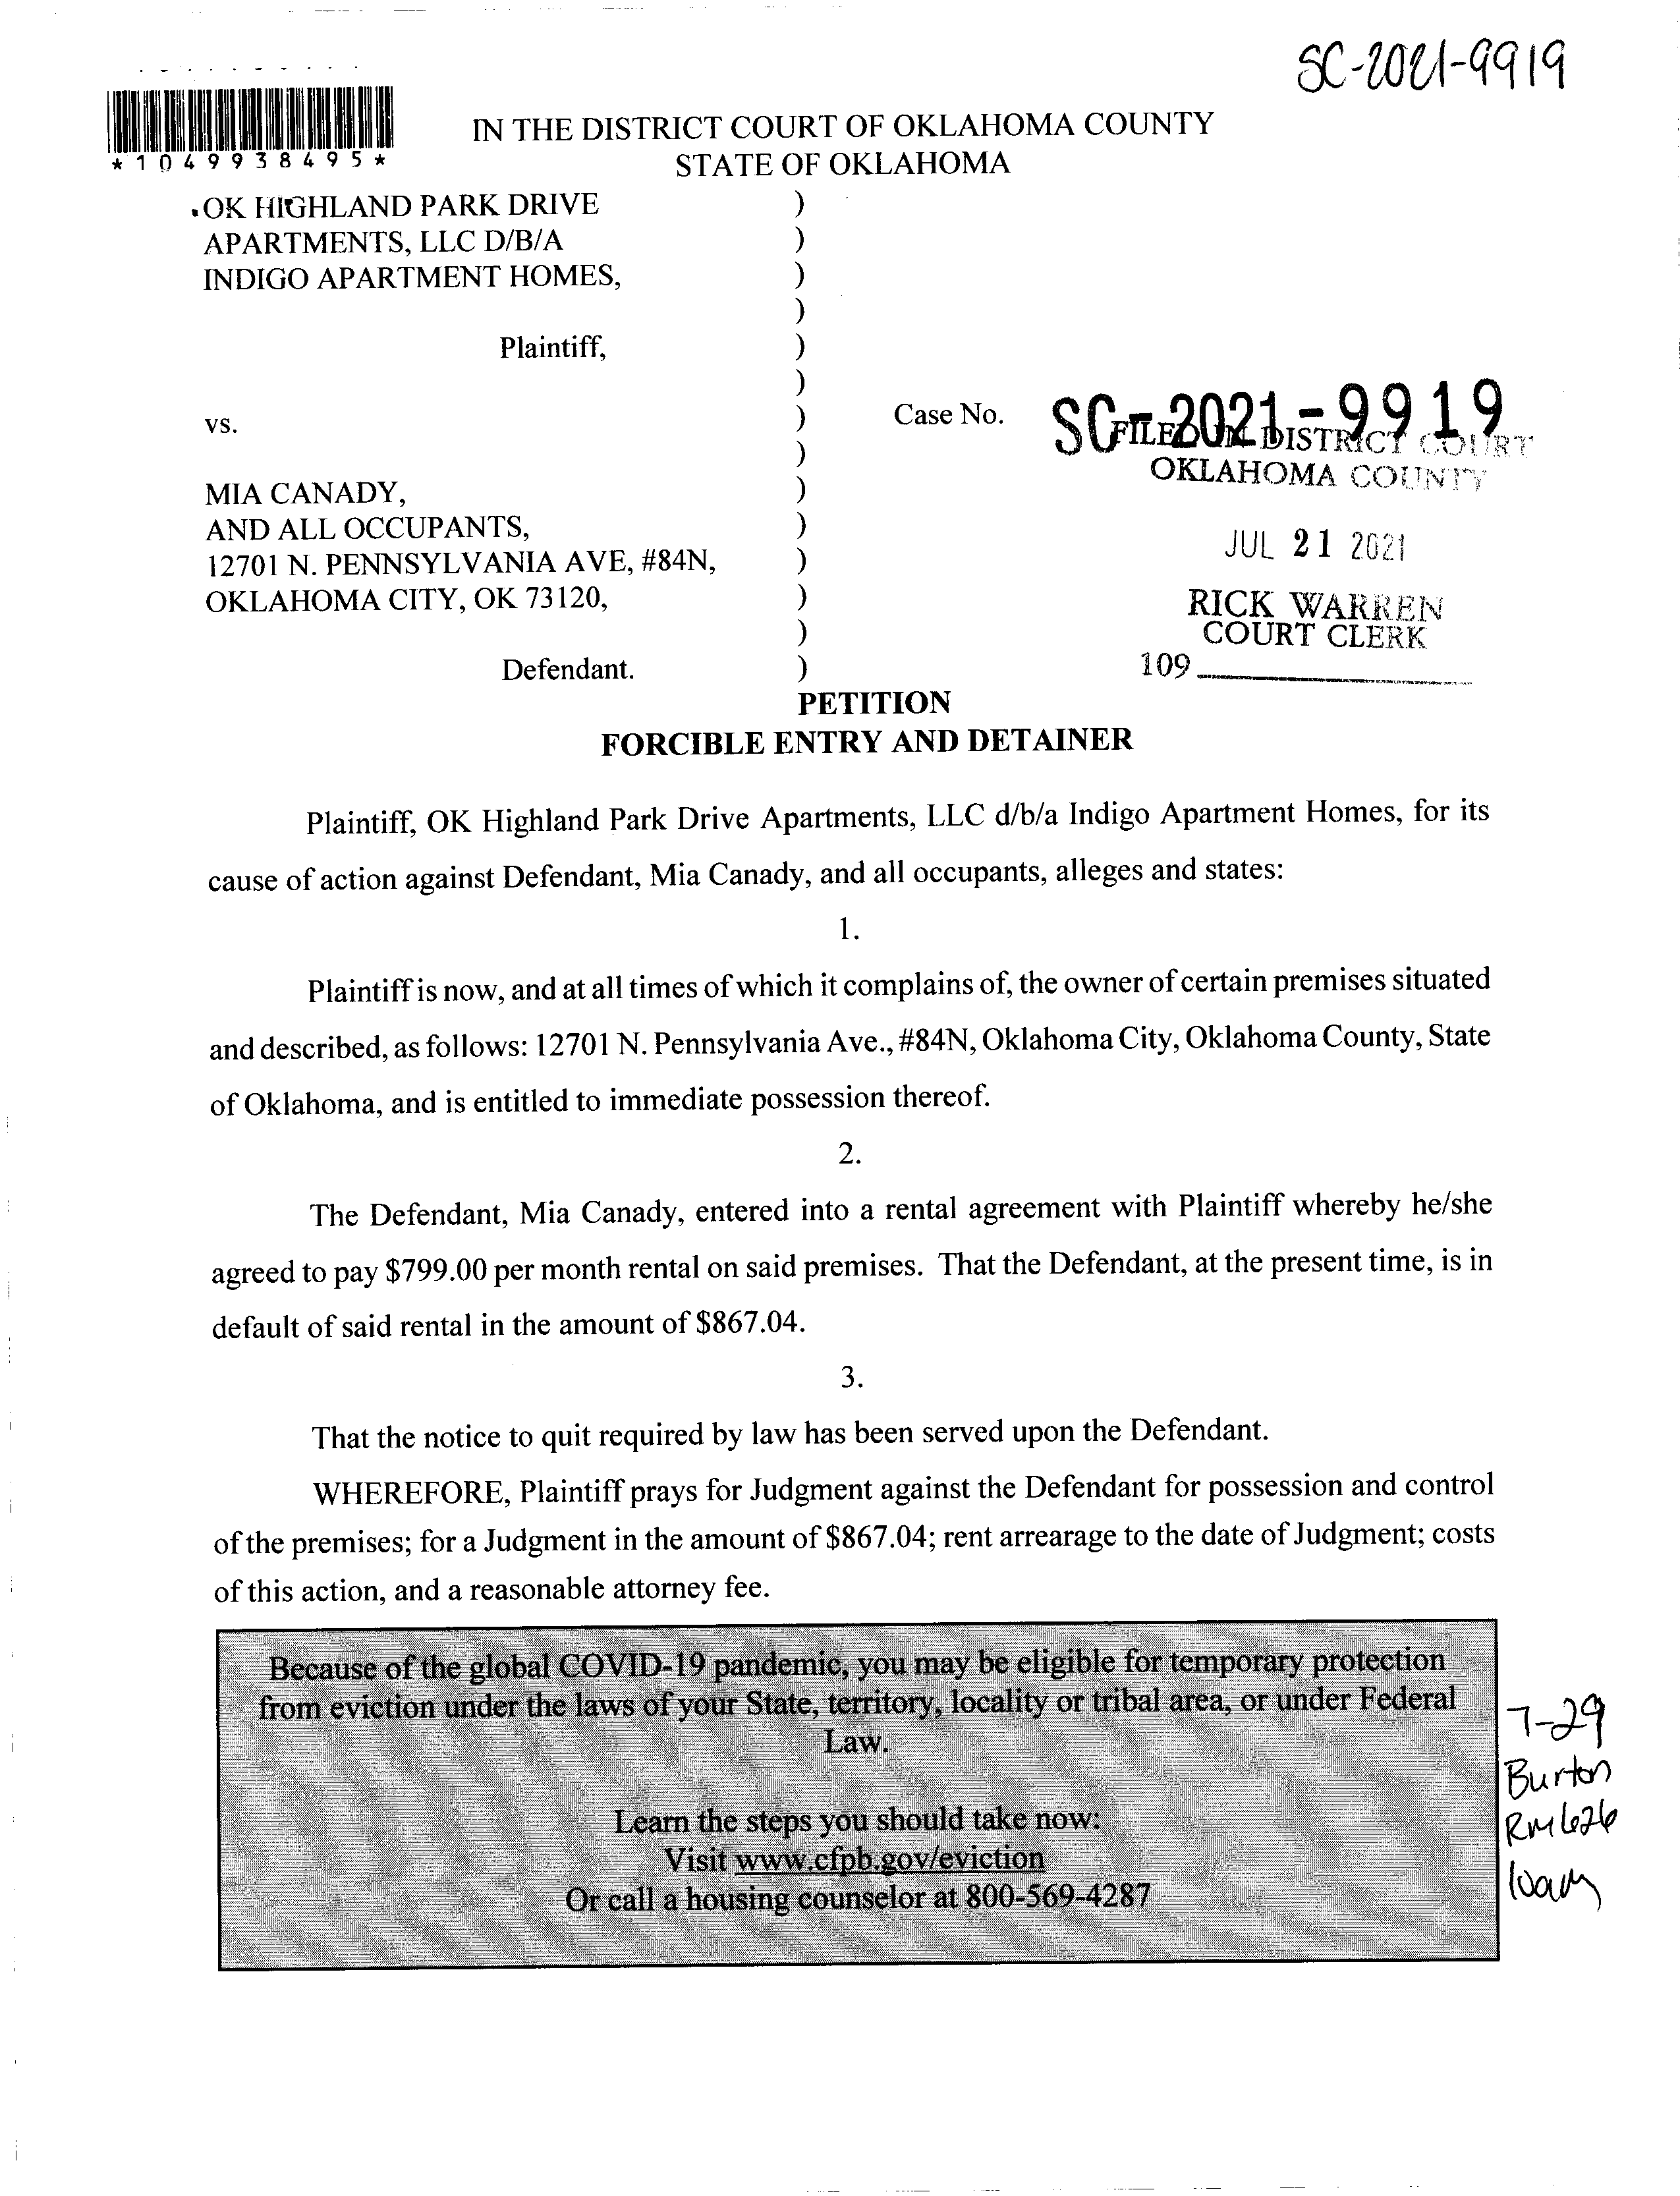 SC-2021-9919
*1049938495*
IN THE DISTRICT COURT OF OKLAHOMA COUNTY
STATE OF OKLAHOMA
OK HIGHLAND PARK DRIVE )
APARTMENTS, LLC D/B/A )
INDIGO APARTMENT HOMES, )
)
Plaintiff, )
)
vs. ) Case No. SC-2021-9919
) FILED IN DISTRICT COURT
OKLAHOMA COUNTY
MIA CANADY, )
AND ALL OCCUPANTS, ) JUL 21 2021
12701 N. PENNSYLVANIA AVE, #84N, )
OKLAHOMA CITY, OK 73120, ) RICK WARREN
) COURT CLERK
Defendant. ) 109
PETITION
FORCIBLE ENTRY AND DETAINER
Plaintiff, OK Highland Park Drive Apartments, LLC d/b/a Indigo Apartment Homes, for its
cause of action against Defendant, Mia Canady, and all occupants, alleges and states:
1.
Plaintiff is now, and at all times of which it complains of, the owner of certain premises situated
and described, as follows: 12701 N. Pennsylvania Ave., #84N, Oklahoma City, Oklahoma County, State
of Oklahoma, and is entitled to immediate possession thereof.
2.
The Defendant, Mia Canady, entered into a rental agreement with Plaintiff whereby he/she
agreed to pay $799.00 per month rental on said premises. That the Defendant, at the present time, is in
default of said rental in the amount of $867.04.
3.
That the notice to quit required by law has been served upon the Defendant.
WHEREFORE, Plaintiff prays for Judgment against the Defendant for possession and control
of the premises; for a Judgment in the amount of $867.04; rent arrearage to the date of Judgment; costs
of this action, and a reasonable attorney fee.
Because of the global COVID-19 pandemic, you may be eligible for temporary protection
from eviction under the laws of your State, territory, locality or tribal area, or under Federal
Law.
Learn the steps you should take now:
Visit www.cfpb.gov/eviction
Or call a housing counselor at 800-569-4287
7-29
Burton
Rm 626
10am